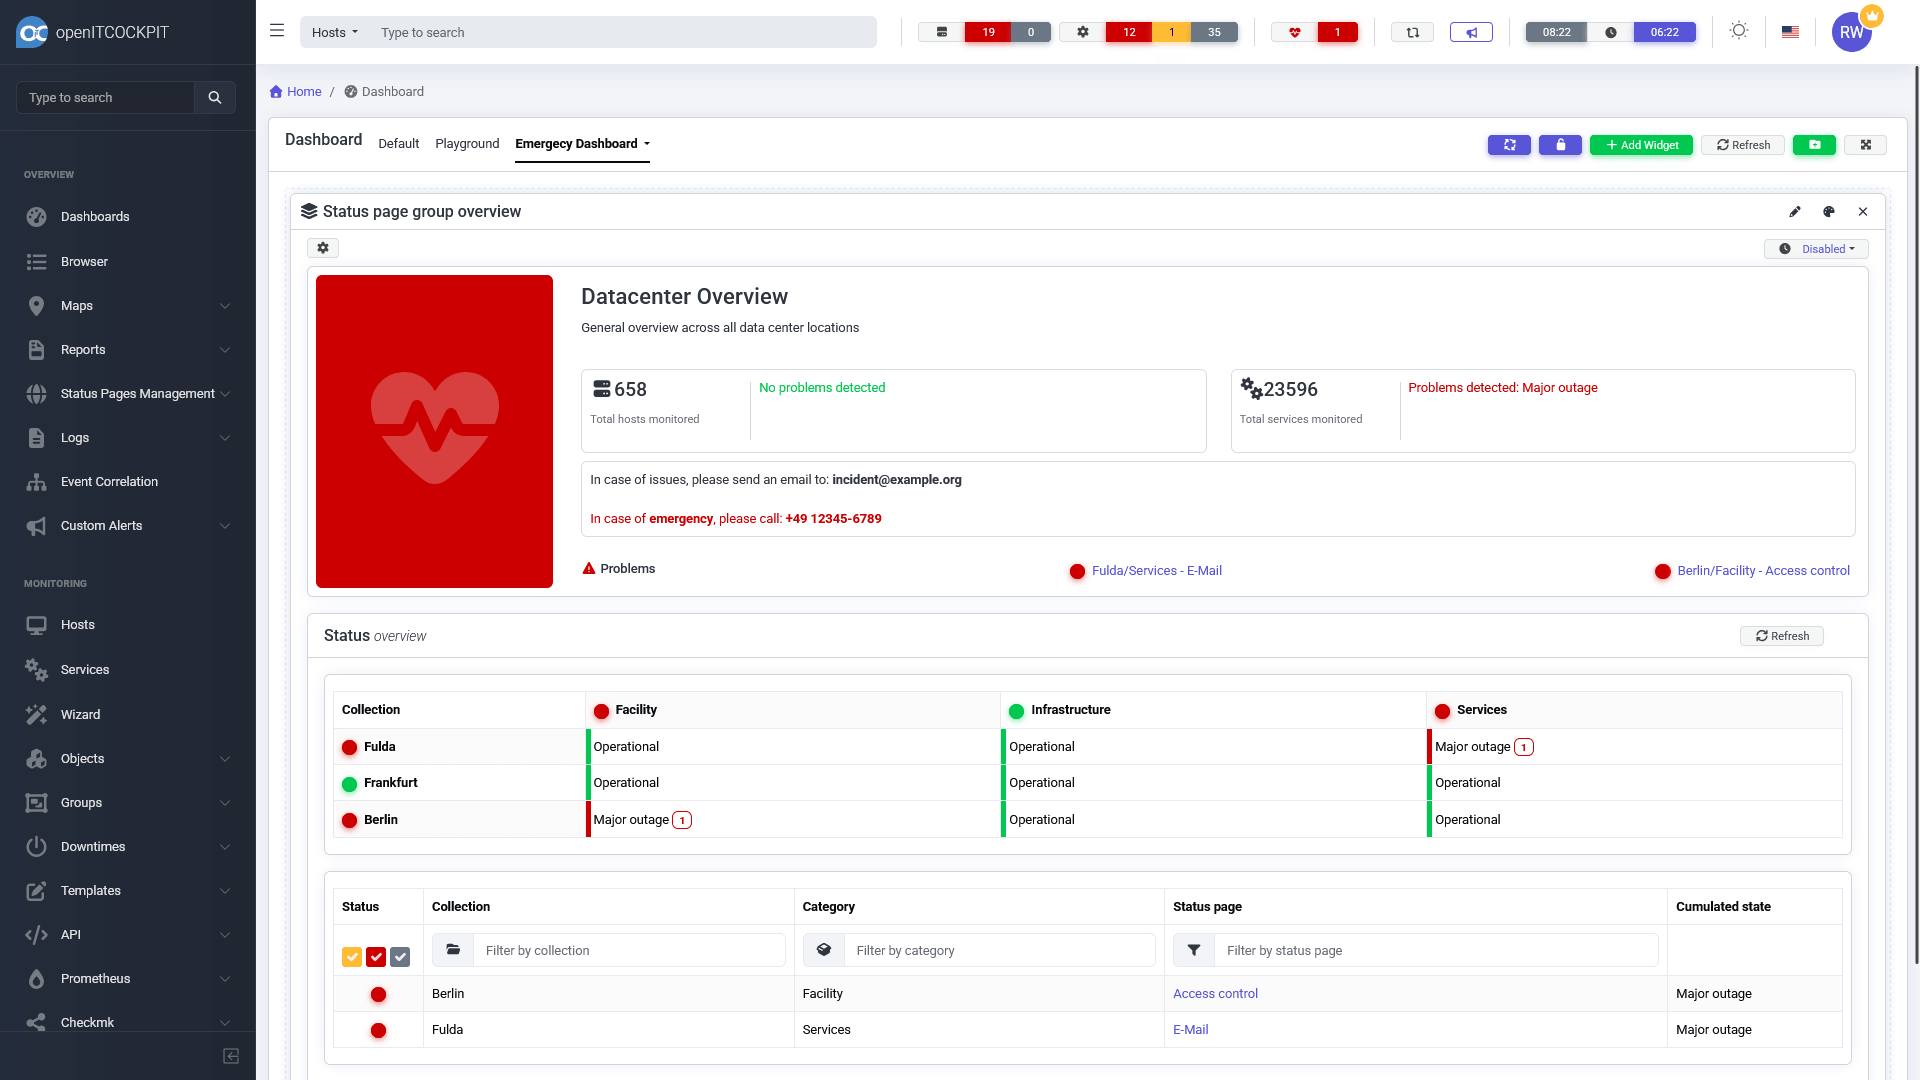 openITCOCKPIT
Hosts
Type to search
19
0
12
1
35
1
08:22
06:22
RW
Type to search
Home / Dashboard
OVERVIEW
Dashboards
Browser
Maps
Reports
Status Pages Management
Logs
Event Correlation
Custom Alerts
MONITORING
Hosts
Services
Wizard
Objects
Groups
Downtimes
Templates
API
Prometheus
Checkmk
Dashboard
Default
Playground
Emergecy Dashboard
Add Widget
Refresh
Status page group overview
Disabled
Datacenter Overview
General overview across all data center locations
658
Total hosts monitored
No problems detected
23596
Total services monitored
Problems detected: Major outage
In case of issues, please send an email to: incident@example.org
In case of emergency, please call: +49 12345-6789
Problems
Fulda/Services - E-Mail
Berlin/Facility - Access control
Status overview
Refresh
Collection Facility Infrastructure Services
Fulda Operational Operational Major outage 1
Frankfurt Operational Operational Operational
Berlin Major outage 1 Operational Operational
Status Collection Category Status page Cumulated state
Filter by collection Filter by category Filter by status page
Berlin Facility Access control Major outage
Fulda Services E-Mail Major outage